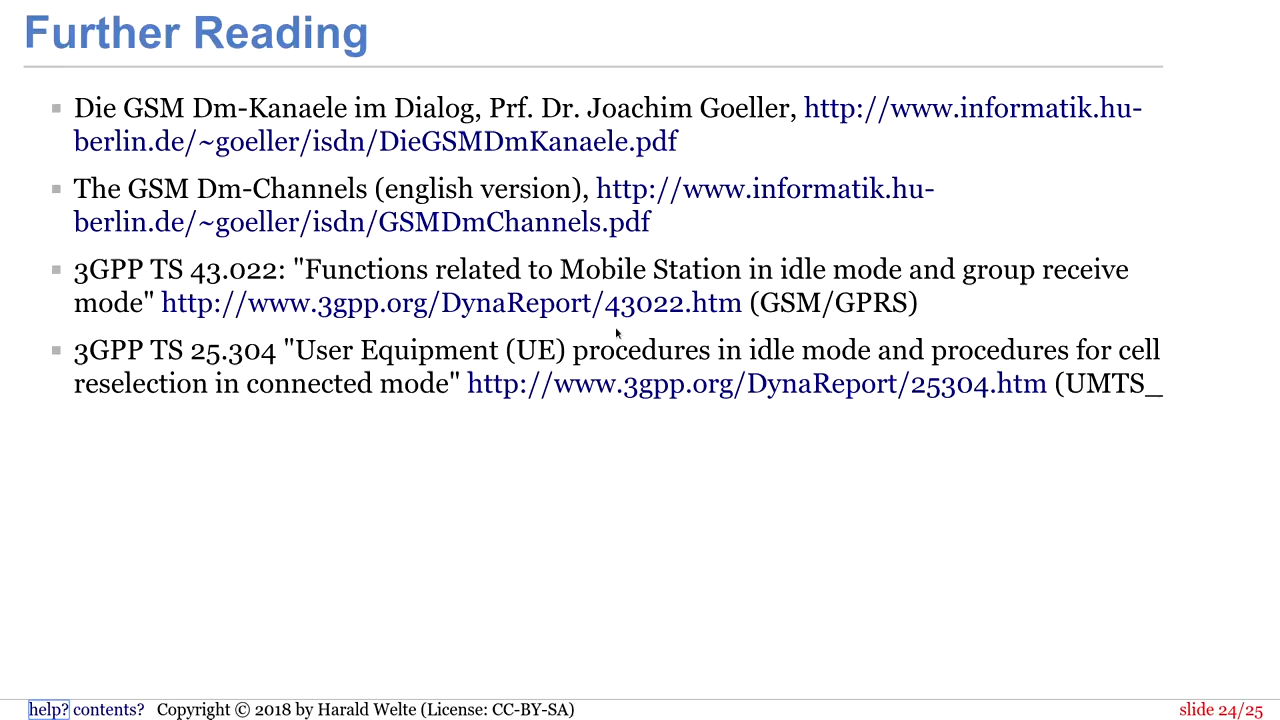 Further Reading
Die GSM Dm-Kanaele im Dialog, Prf. Dr. Joachim Goeller, http://www.informatik.hu-
berlin.de/~goeller/isdn/DieGSMDmKanaele.pdf
The GSM Dm-Channels (english version), http://www.informatik.hu-
berlin.de/~goeller/isdn/GSMDmChannels.pdf
3GPP TS 43.022: "Functions related to Mobile Station in idle mode and group receive
mode" http://www.3gpp.org/DynaReport/43022.htm (GSM/GPRS)
3GPP TS 25.304 "User Equipment (UE) procedures in idle mode and procedures for cell
reselection in connected mode" http://www.3gpp.org/DynaReport/25304.htm (UMTS_
help? contents? Copyright © 2018 by Harald Welte (License: CC-BY-SA) slide 24/25